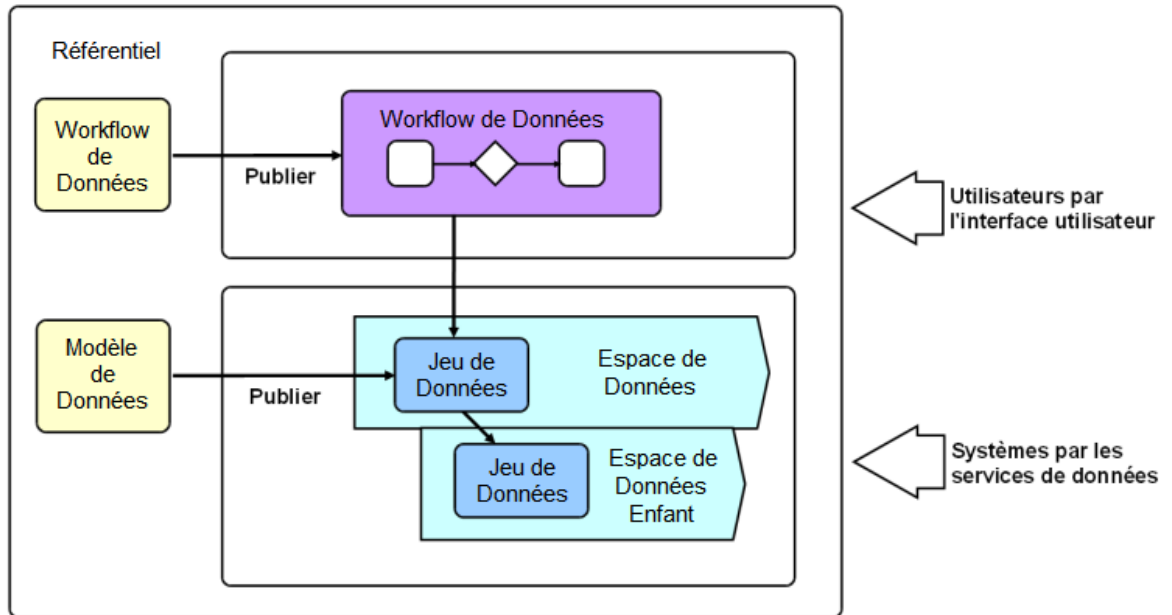 Référentiel
Workflow
de
Données
Publier
Workflow de Données
Utilisateurs par
l'interface utilisateur
Modèle
de
Données
Publier
Jeu de
Données
Espace de
Données
Jeu de
Données
Espace de
Données
Enfant
Systèmes par les
services de données